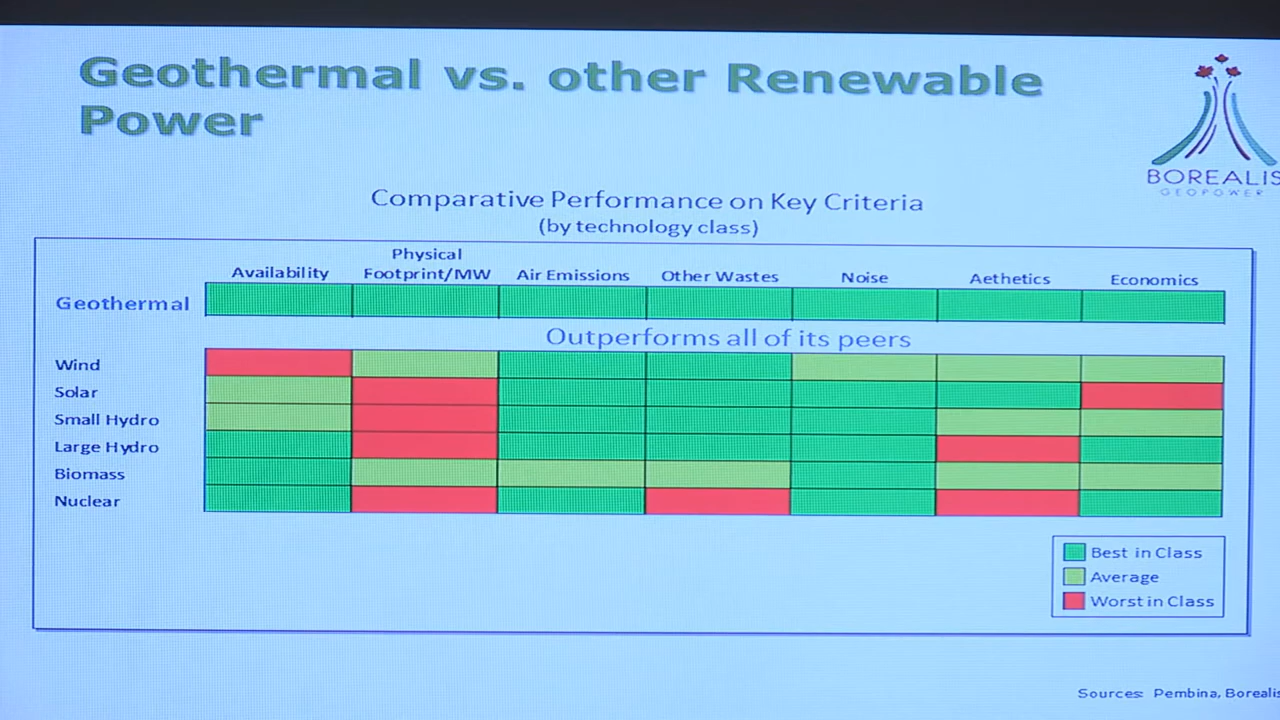 Geothermal vs. other Renewable
Power
BOREALIS
GEOPOWER
Comparative Performance on Key Criteria
(by technology class)
Availability
Physical
Footprint/MW
Air Emissions
Other Wastes
Noise
Aethetics
Economics
Geothermal
Outperforms all of its peers
Wind
Solar
Small Hydro
Large Hydro
Biomass
Nuclear
Best in Class
Average
Worst in Class
Sources: Pembina, Borealis